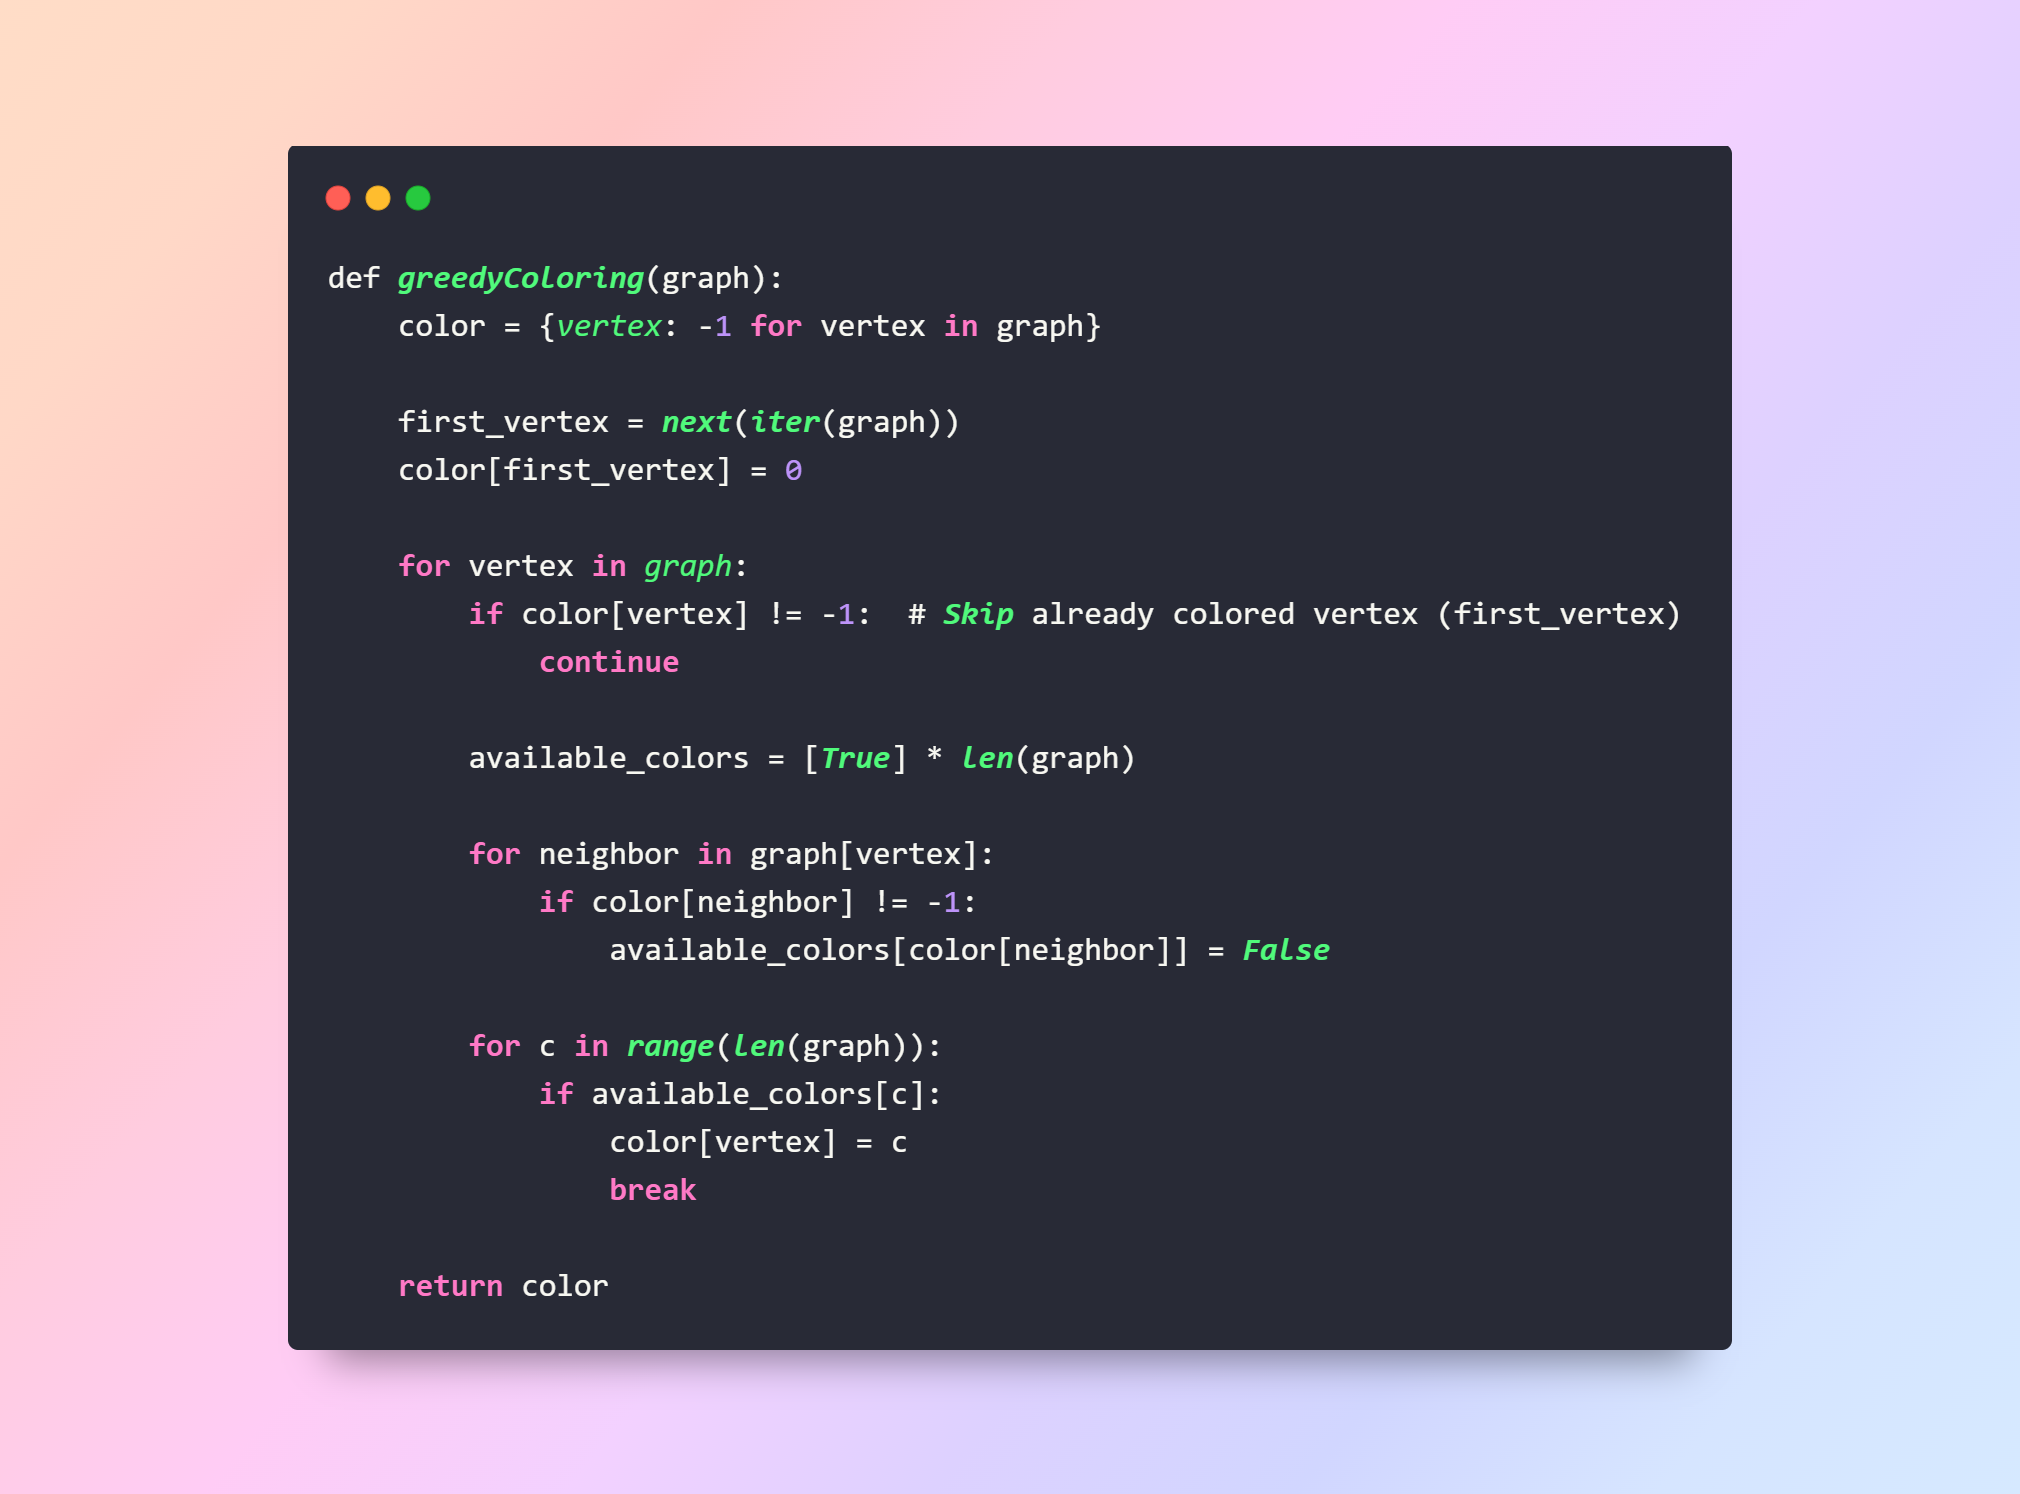 def greedyColoring(graph):
    color = {vertex: -1 for vertex in graph}
    first_vertex = next(iter(graph))
    color[first_vertex] = 0
    for vertex in graph:
        if color[vertex] != -1:  # Skip already colored vertex (first_vertex)
            continue
        available_colors = [True] * len(graph)
        for neighbor in graph[vertex]:
            if color[neighbor] != -1:
                available_colors[color[neighbor]] = False
        for c in range(len(graph)):
            if available_colors[c]:
                color[vertex] = c
                break
    return color